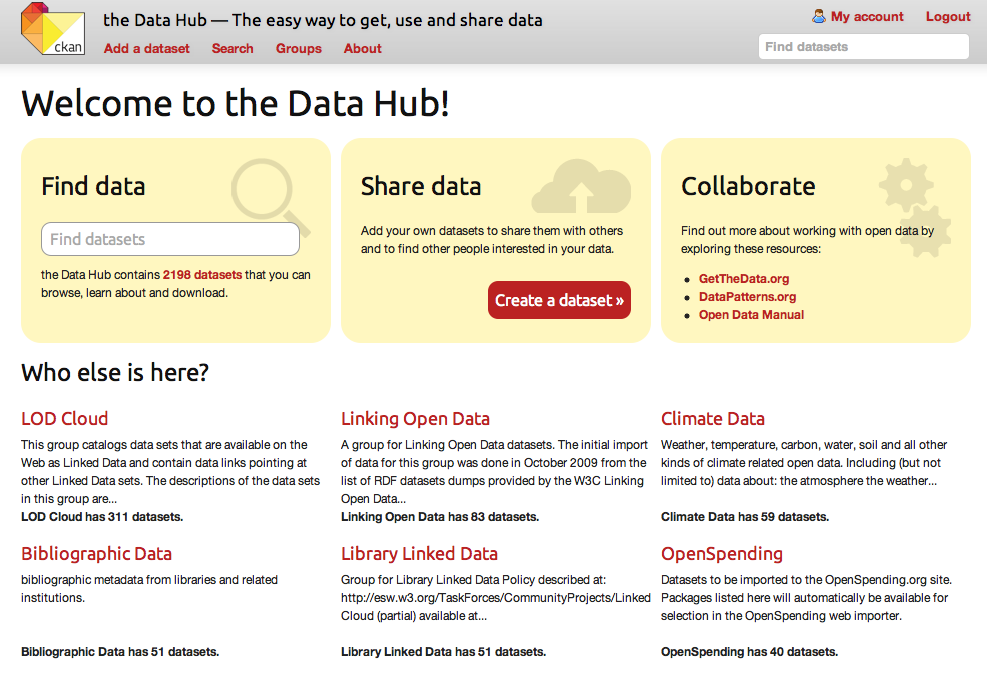 ckan
the Data Hub — The easy way to get, use and share data
My account
Logout
Add a dataset
Search
Groups
About
Find datasets
Welcome to the Data Hub!
Find data
Find datasets
the Data Hub contains 2198 datasets that you can
browse, learn about and download.
Share data
Add your own datasets to share them with others
and to find other people interested in your data.
Create a dataset »
Collaborate
Find out more about working with open data by
exploring these resources:
GetTheData.org
DataPatterns.org
Open Data Manual
Who else is here?
LOD Cloud
This group catalogs data sets that are available on the
Web as Linked Data and contain data links pointing at
other Linked Data sets. The descriptions of the data sets
in this group are...
LOD Cloud has 311 datasets.
Linking Open Data
A group for Linking Open Data datasets. The initial import
of data for this group was done in October 2009 from the
list of RDF datasets dumps provided by the W3C Linking
Open Data...
Linking Open Data has 83 datasets.
Climate Data
Weather, temperature, carbon, water, soil and all other
kinds of climate related open data. Including (but not
limited to) data about: the atmosphere the weather...
Climate Data has 59 datasets.
Bibliographic Data
bibliographic metadata from libraries and related
institutions.
Bibliographic Data has 51 datasets.
Library Linked Data
Group for Library Linked Data Policy described at:
http://esw.w3.org/TaskForces/CommunityProjects/Linked
Cloud (partial) available at...
Library Linked Data has 51 datasets.
OpenSpending
Datasets to be imported to the OpenSpending.org site.
Packages listed here will automatically be available for
selection in the OpenSpending web importer.
OpenSpending has 40 datasets.